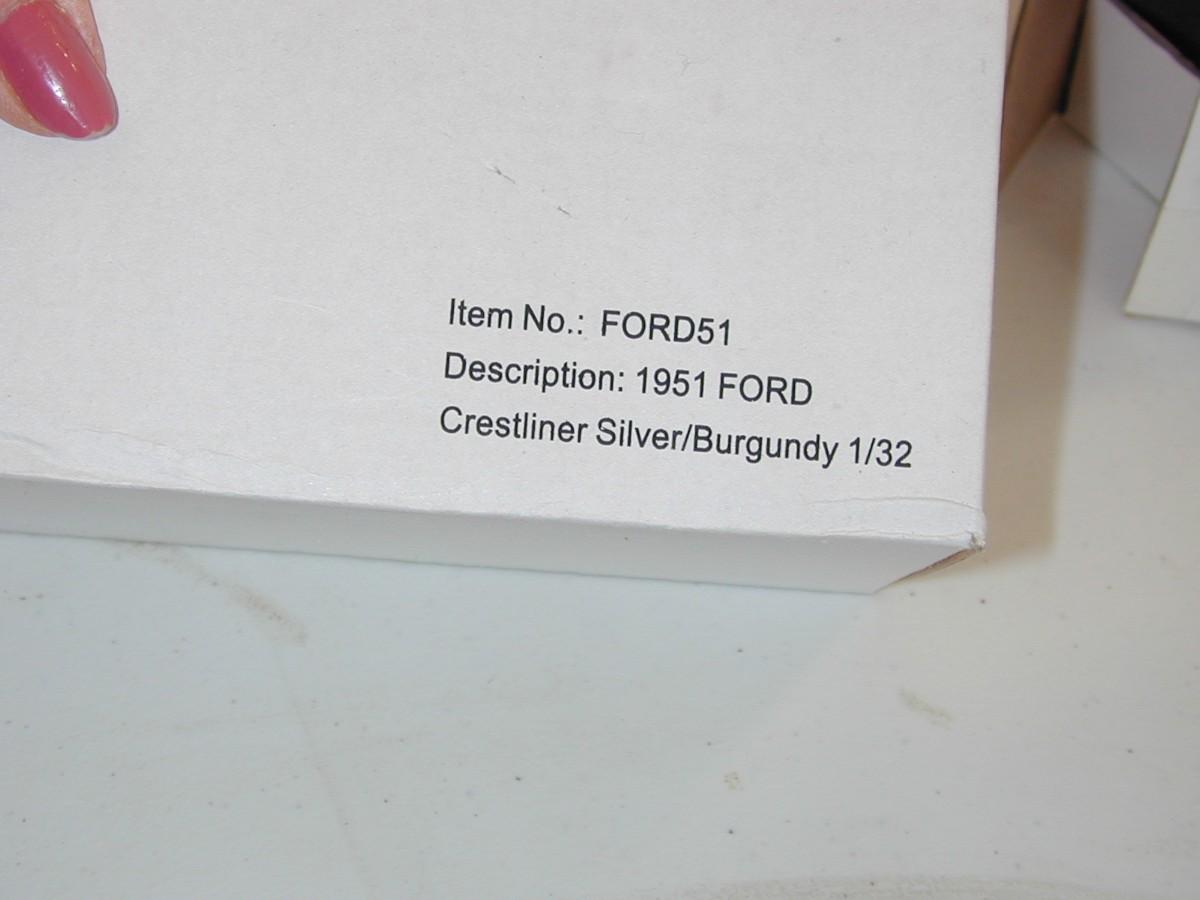 Item No.: FORD51
Description: 1951 FORD
Crestliner Silver/Burgundy 1/32